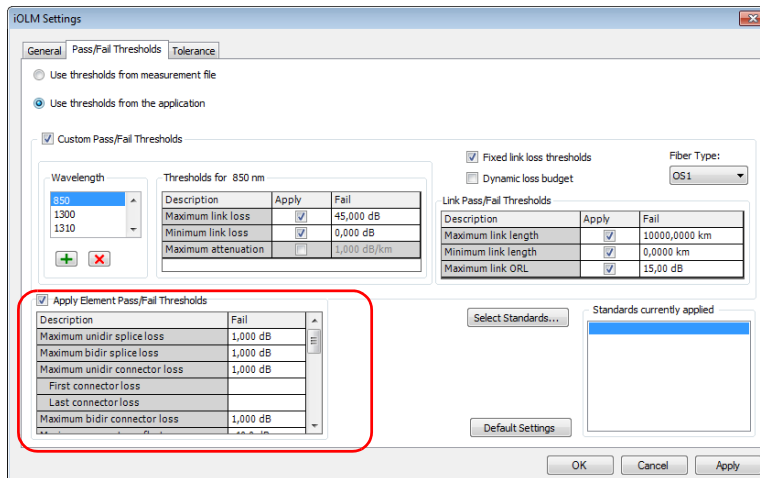 iOLM Settings
General Pass/Fail Thresholds Tolerance
Use thresholds from measurement file
Use thresholds from the application
Custom Pass/Fail Thresholds
Fixed link loss thresholds
Dynamic loss budget
Fiber Type:
OS1
Wavelength
850
1300
1310
Thresholds for 850 nm
Description Apply Fail
Maximum link loss 45,000 dB
Minimum link loss 0,000 dB
Maximum attenuation 1,000 dB/km
Link Pass/Fail Thresholds
Description Apply Fail
Maximum link length 10000,0000 km
Minimum link length 0,0000 km
Maximum link ORL 15,00 dB
Apply Element Pass/Fail Thresholds
Description Fail
Maximum unidir splice loss 1,000 dB
Maximum bidir splice loss 1,000 dB
Maximum unidir connector loss 1,000 dB
First connector loss
Last connector loss
Maximum bidir connector loss 1,000 dB
Select Standards...
Standards currently applied
Default Settings
OK Cancel Apply